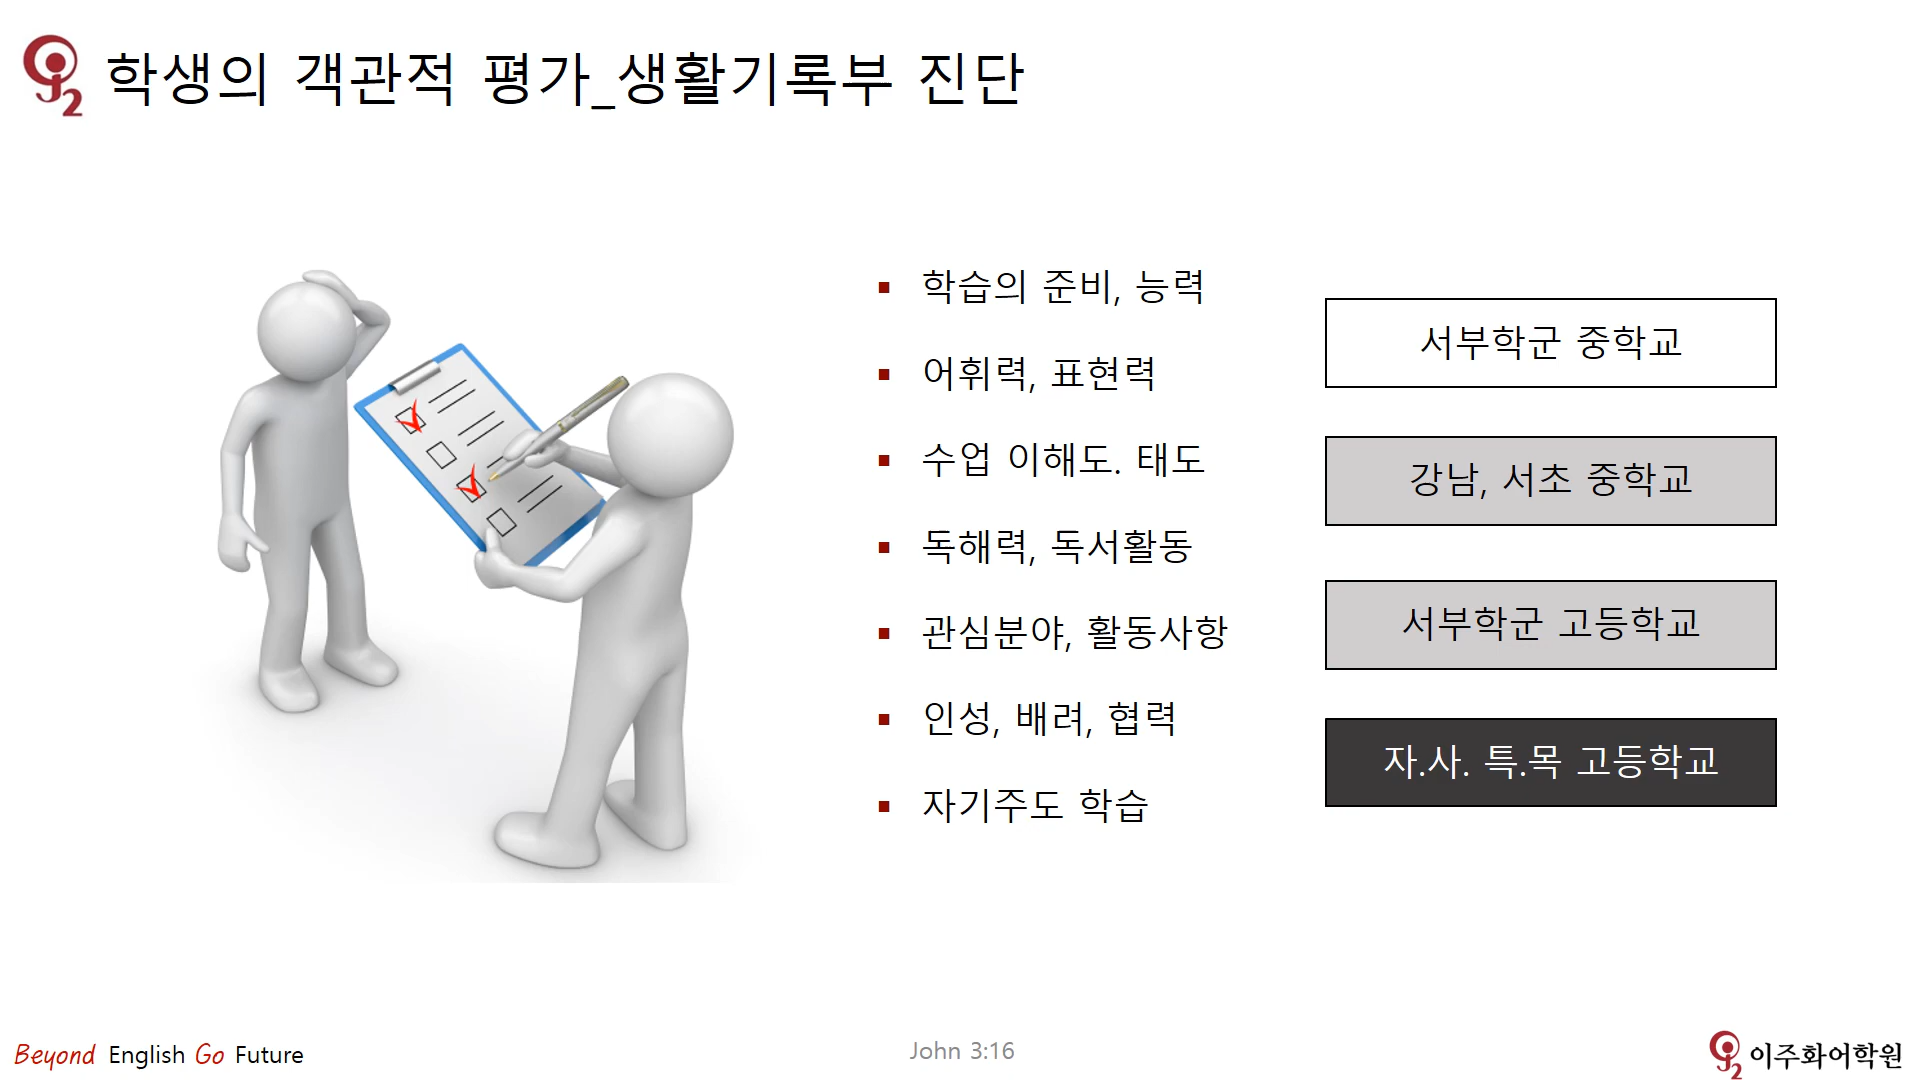 학생의 객관적 평가_생활기록부 진단
학습의 준비, 능력
어휘력, 표현력
수업 이해도. 태도
독해력, 독서활동
관심분야, 활동사항
인성, 배려, 협력
자기주도 학습
서부학군 중학교
강남, 서초 중학교
서부학군 고등학교
자.사. 특.목 고등학교
Beyond English Go Future
John 3:16
이주화어학원